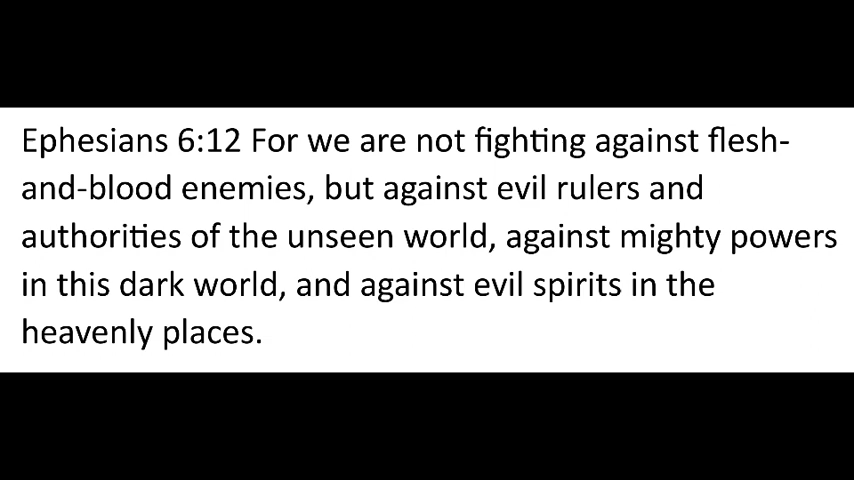 Ephesians 6:12 For we are not fighting against flesh-
and-blood enemies, but against evil rulers and
authorities of the unseen world, against mighty powers
in this dark world, and against evil spirits in the
heavenly places.